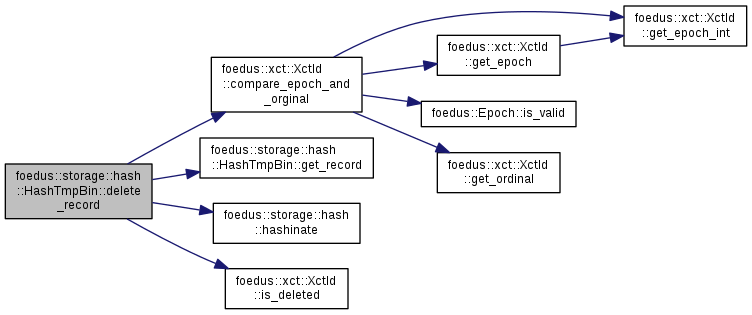 foedus::storage::hash
::HashTmpBin::delete
_record
foedus::xct::XctId
::compare_epoch_and
_orginal
foedus::storage::hash
::HashTmpBin::get_record
foedus::storage::hash
::hashinate
foedus::xct::XctId
::is_deleted
foedus::xct::XctId
::get_epoch
foedus::Epoch::is_valid
foedus::xct::XctId
::get_ordinal
foedus::xct::XctId
::get_epoch_int